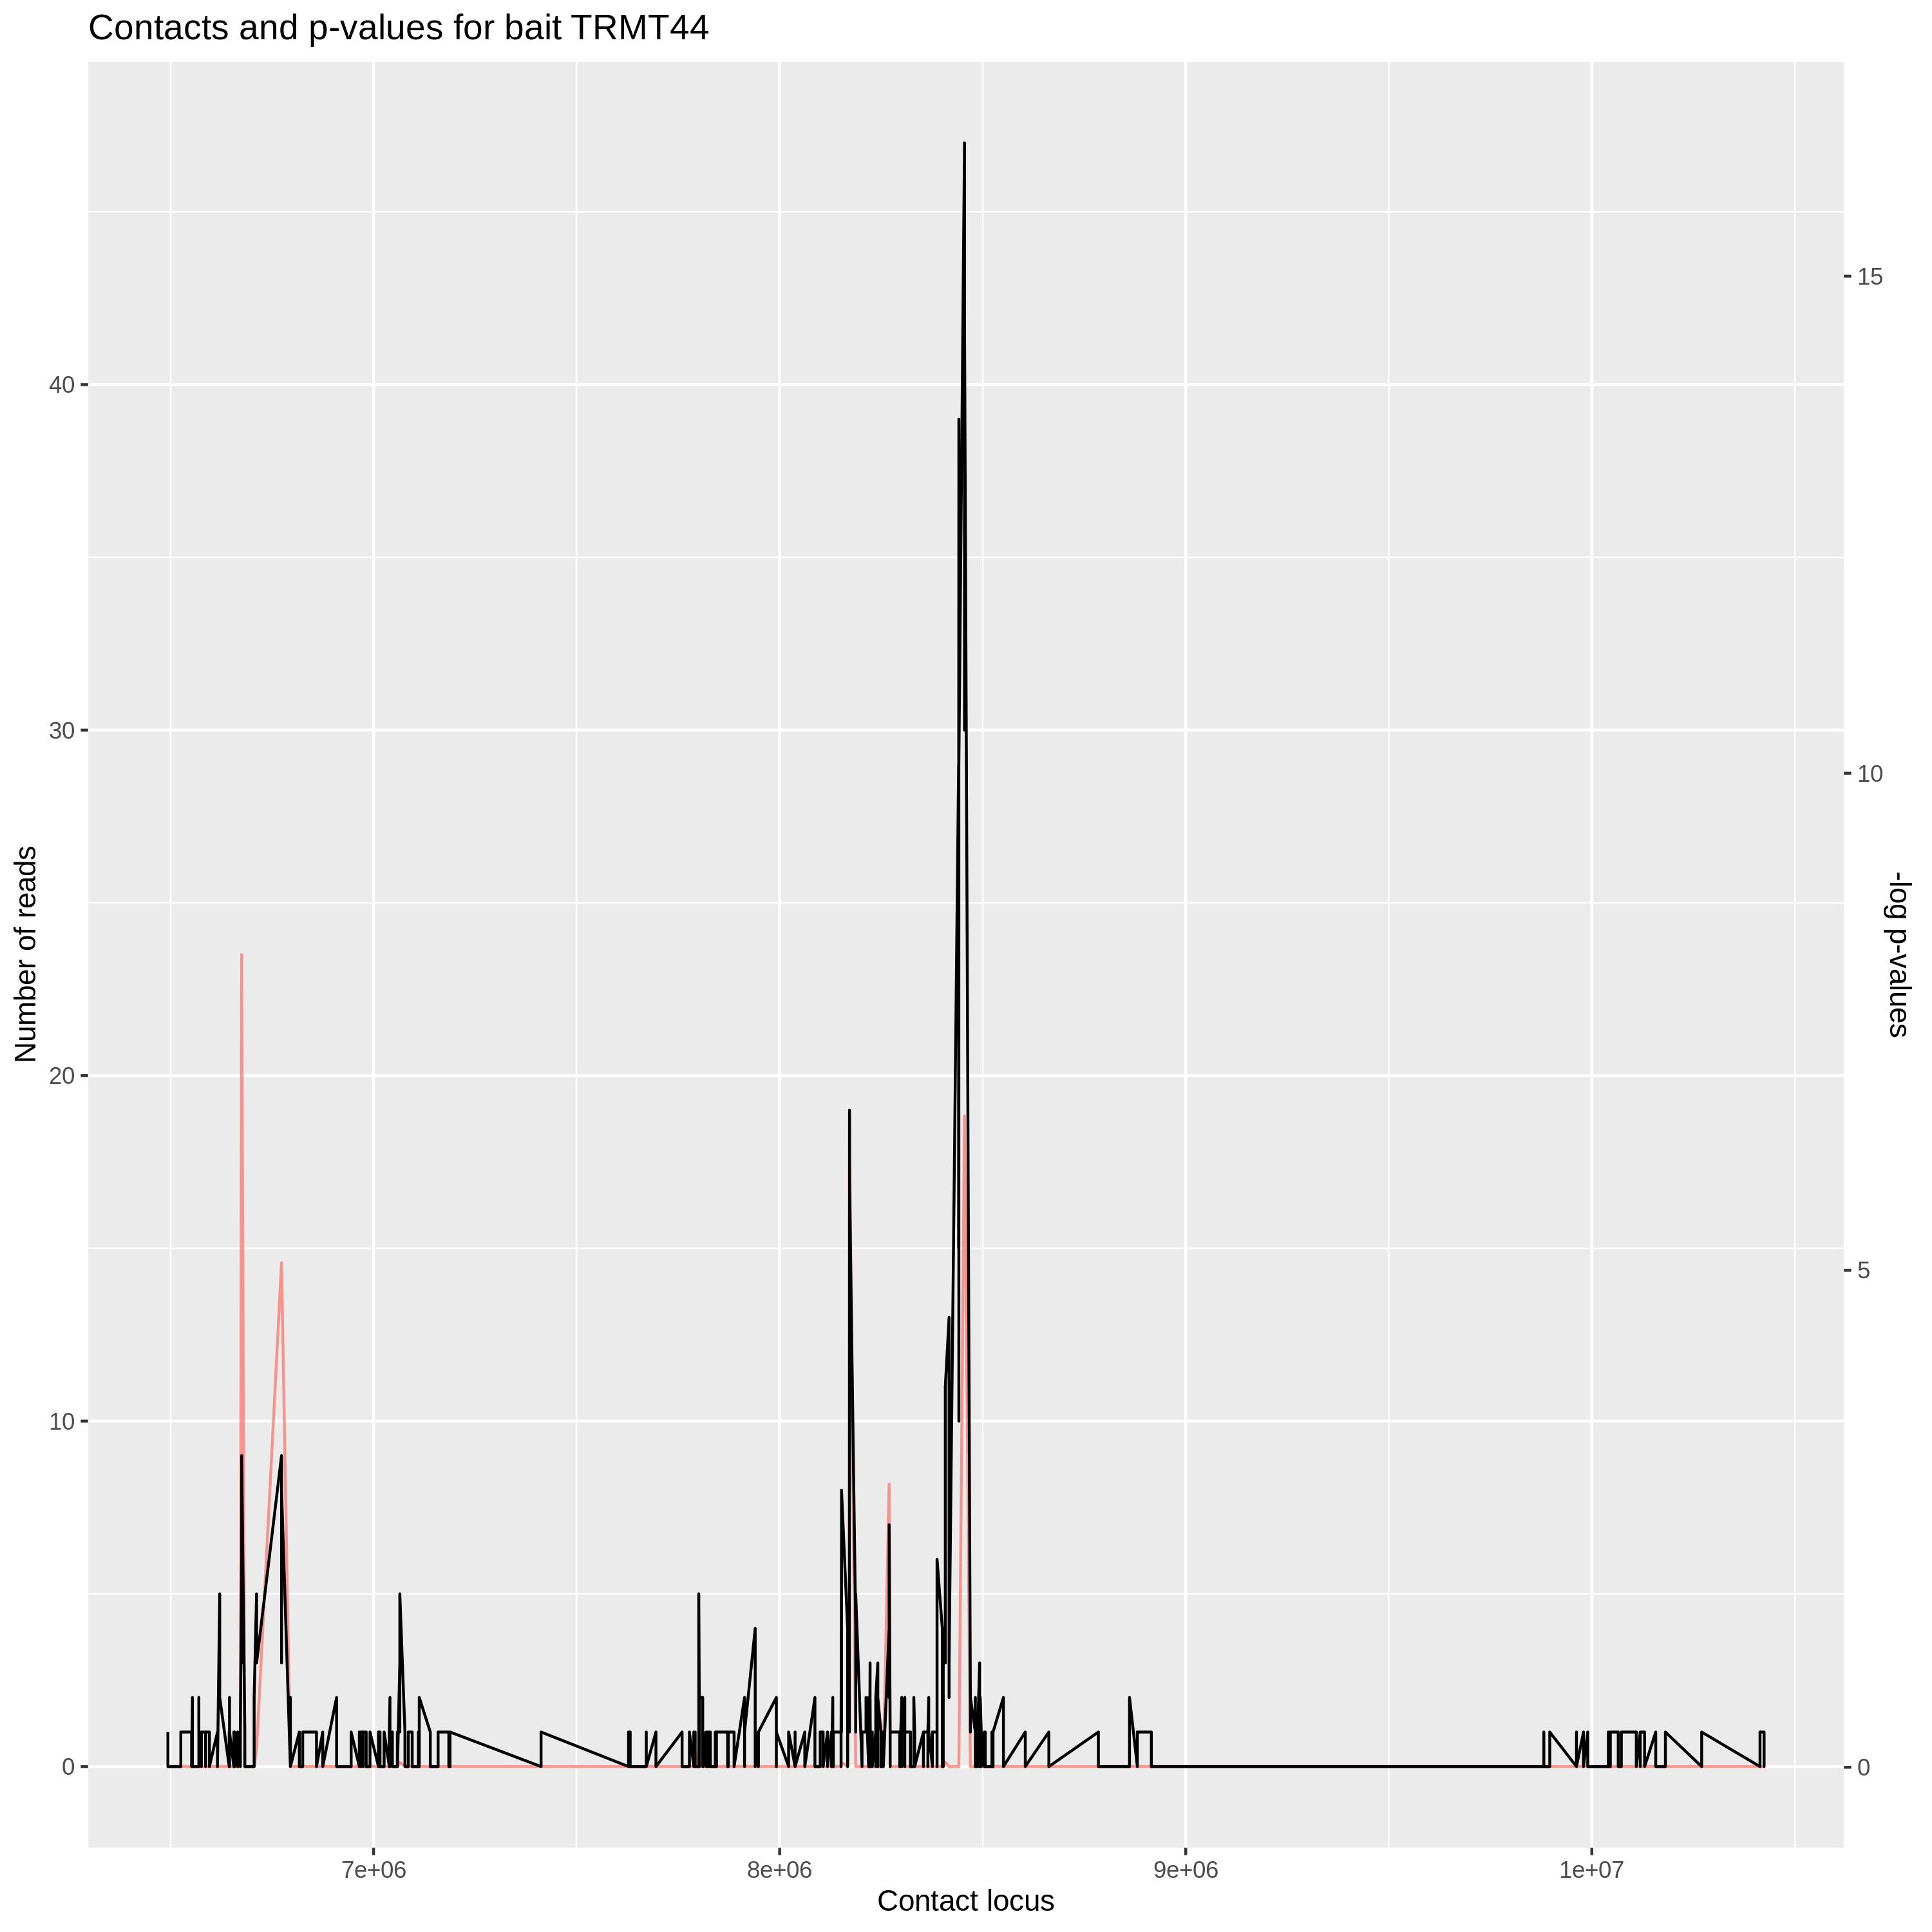 Contacts and p-values for bait TRMT44
Number of reads
40
30
20
10
0
15
10
5
0
-log p-values
7e+06
8e+06
9e+06
1e+07
Contact locus